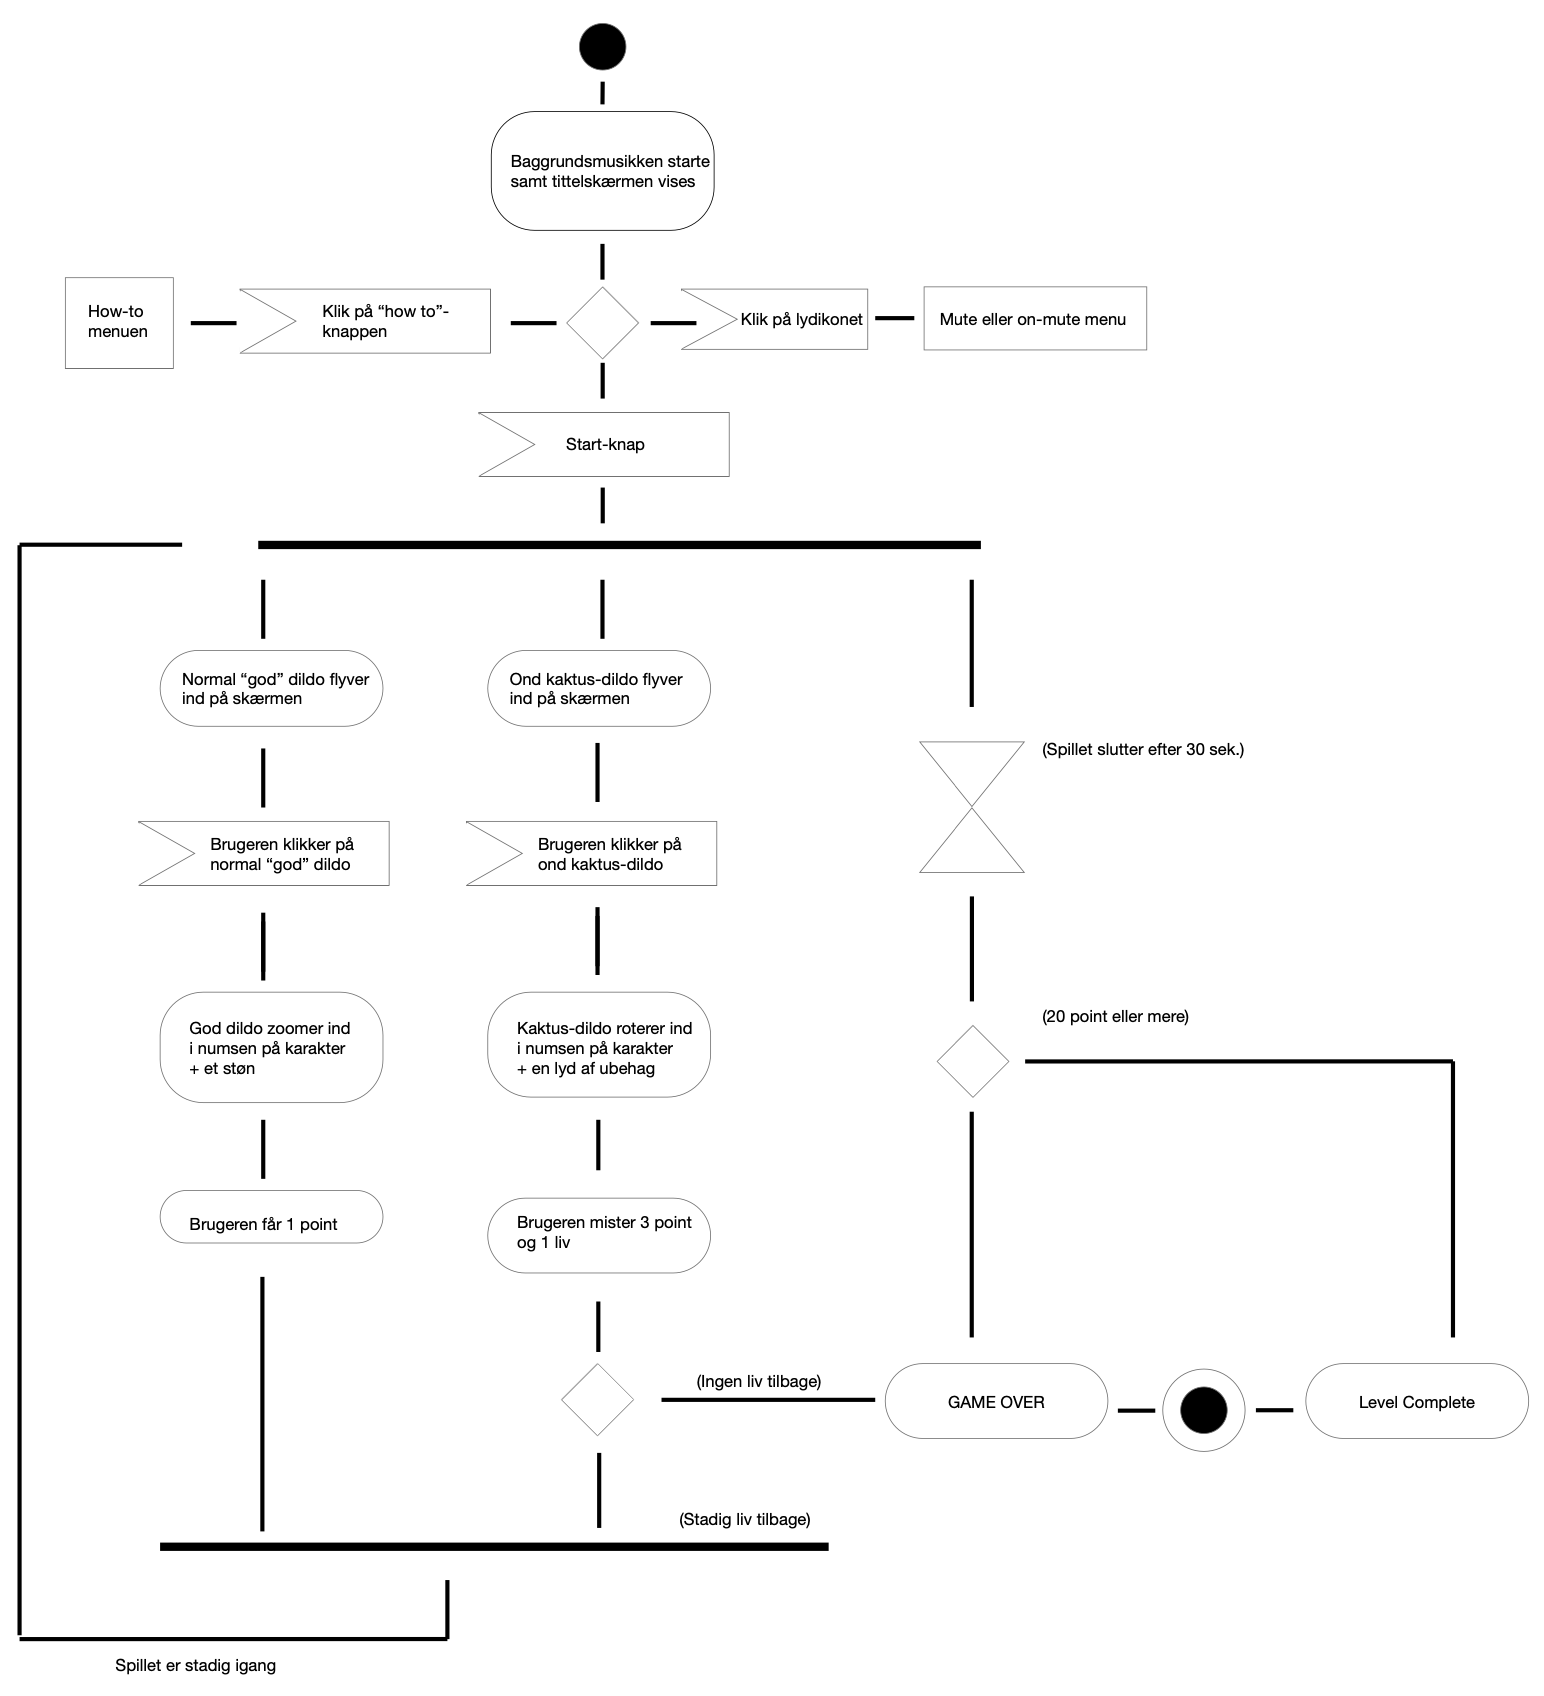 Baggrundsmusikken starte
samt tittelskærmen vises
How-to
menuen
Klik på “how to”-
knappen
Klik på lydikonet
Mute eller on-mute menu
Start-knap
Normal “god” dildo flyver
ind på skærmen
Ond kaktus-dildo flyver
ind på skærmen
(Spillet slutter efter 30 sek.)
Brugeren klikker på
normal “god” dildo
Brugeren klikker på
ond kaktus-dildo
God dildo zoomer ind
i numsen på karakter
+ et støn
Kaktus-dildo roterer ind
i numsen på karakter
+ en lyd af ubehag
(20 point eller mere)
Brugeren får 1 point
Brugeren mister 3 point
og 1 liv
(Ingen liv tilbage)
GAME OVER
Level Complete
(Stadig liv tilbage)
Spillet er stadig igang